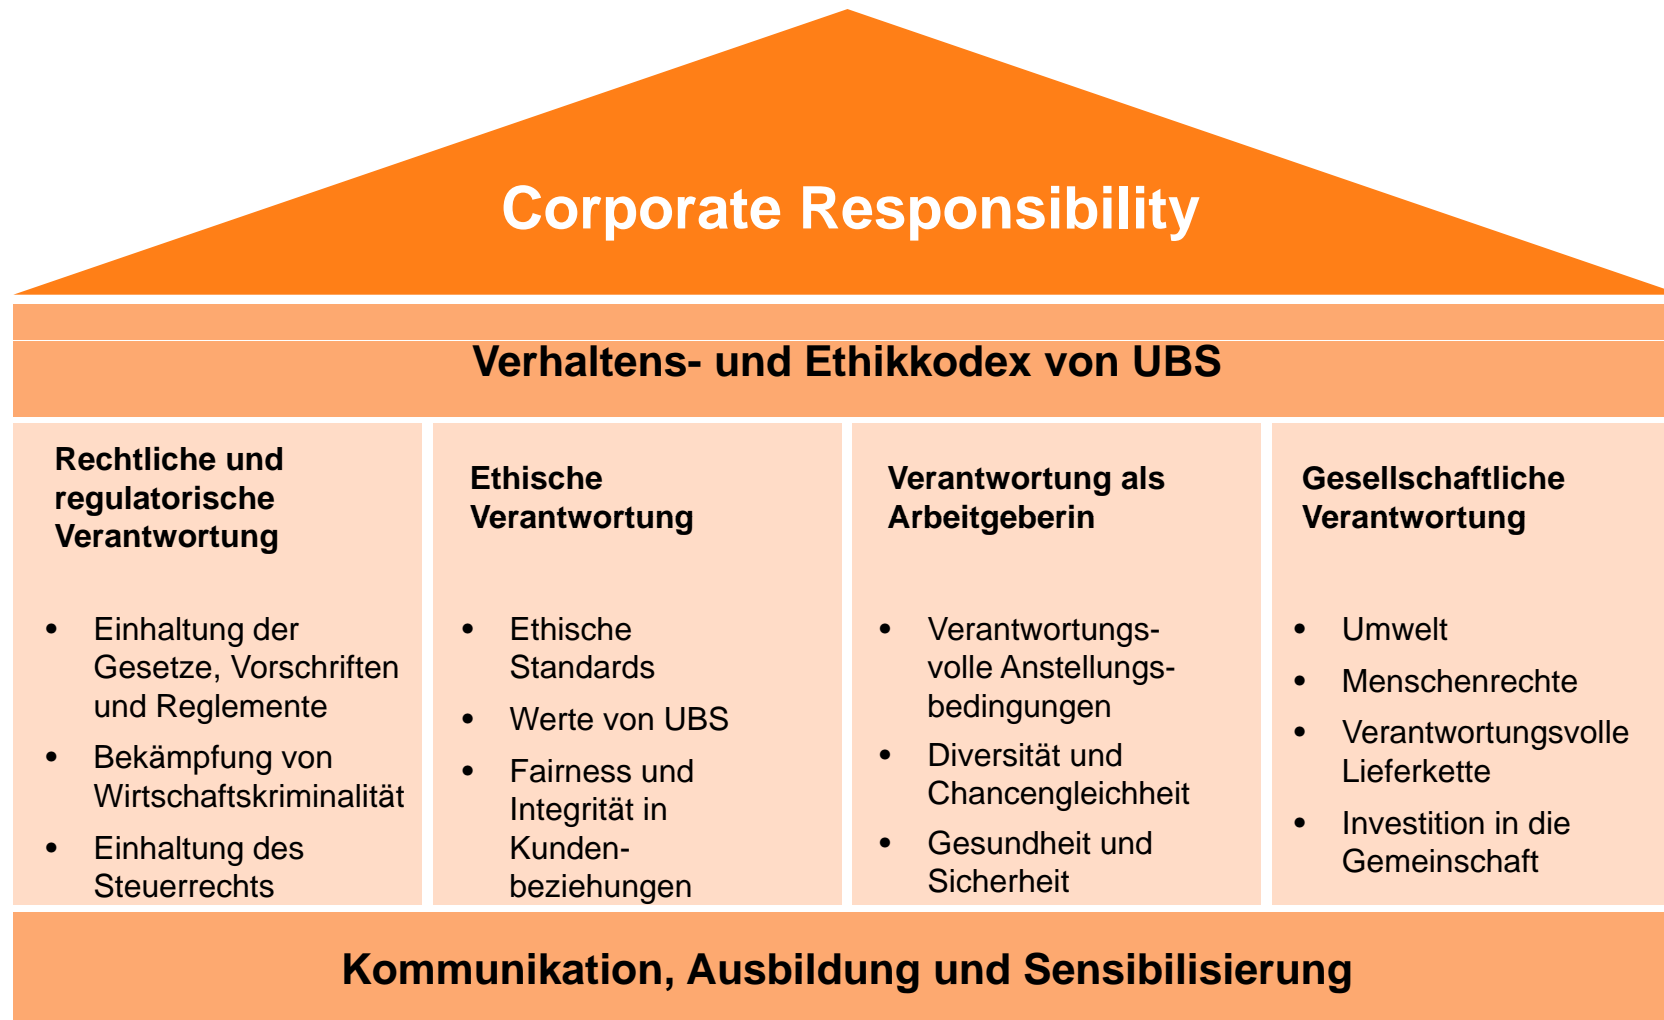 Corporate Responsibility
Verhaltens- und Ethikkodex von UBS
Rechtliche und
regulatorische
Verantwortung
• Einhaltung der
Gesetze, Vorschriften
und Reglemente
• Bekämpfung von
Wirtschaftskriminalität
• Einhaltung des
Steuerrechts
Ethische
Verantwortung
• Ethische
Standards
• Werte von UBS
• Fairness und
Integrität in
Kunden-
beziehungen
Verantwortung als
Arbeitgeberin
• Verantwortungs-
volle Anstellungs-
bedingungen
• Diversität und
Chancengleichheit
• Gesundheit und
Sicherheit
Gesellschaftliche
Verantwortung
• Umwelt
• Menschenrechte
• Verantwortungsvolle
Lieferkette
• Investition in die
Gemeinschaft
Kommunikation, Ausbildung und Sensibilisierung